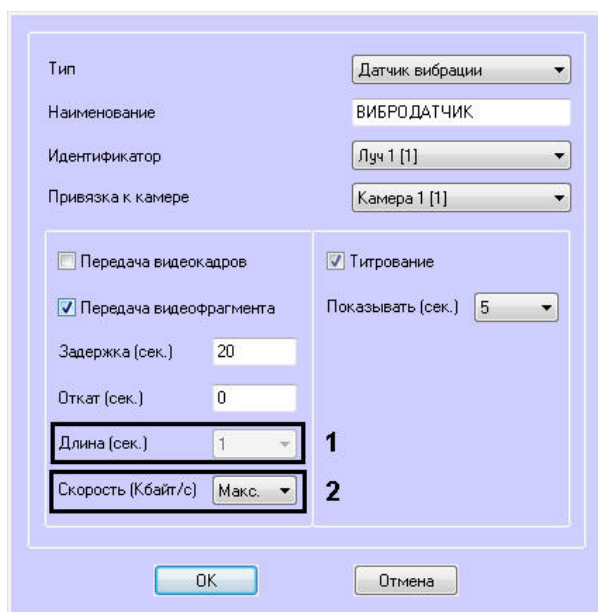 Тип Датчик вибрации
Наименование ВИБРОДАТЧИК
Идентификатор Луч 1 [1]
Привязка к камере Камера 1 [1]
Передача видеокадров
Передача видеофрагмента
Задержка (сек.) 20
Откат (сек.) 0
Длина (сек.) 1 1
Скорость (Кбайт/с) Макс. 2
Титрование
Показывать (сек.) 5
OK Отмена